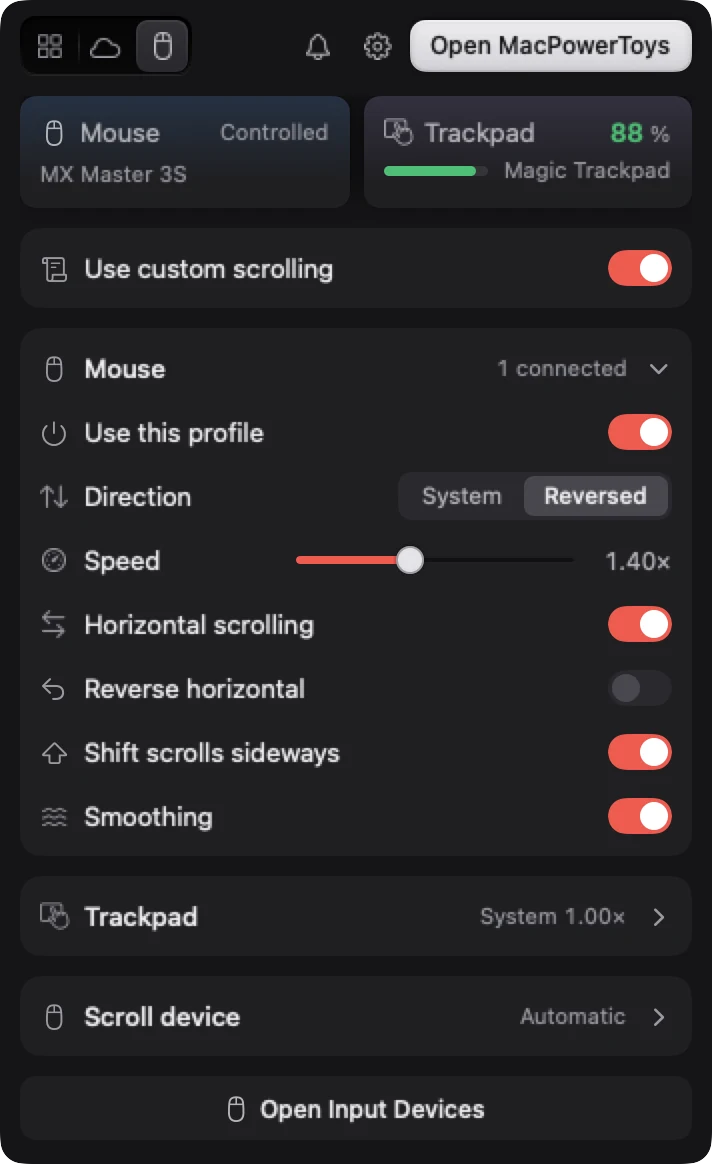 Open MacPowerToys
Mouse Controlled
MX Master 3S
Trackpad 88 %
Magic Trackpad
Use custom scrolling
Mouse 1 connected
Use this profile
Direction System Reversed
Speed 1.40×
Horizontal scrolling
Reverse horizontal
Shift scrolls sideways
Smoothing
Trackpad System 1.00×
Scroll device Automatic
Open Input Devices